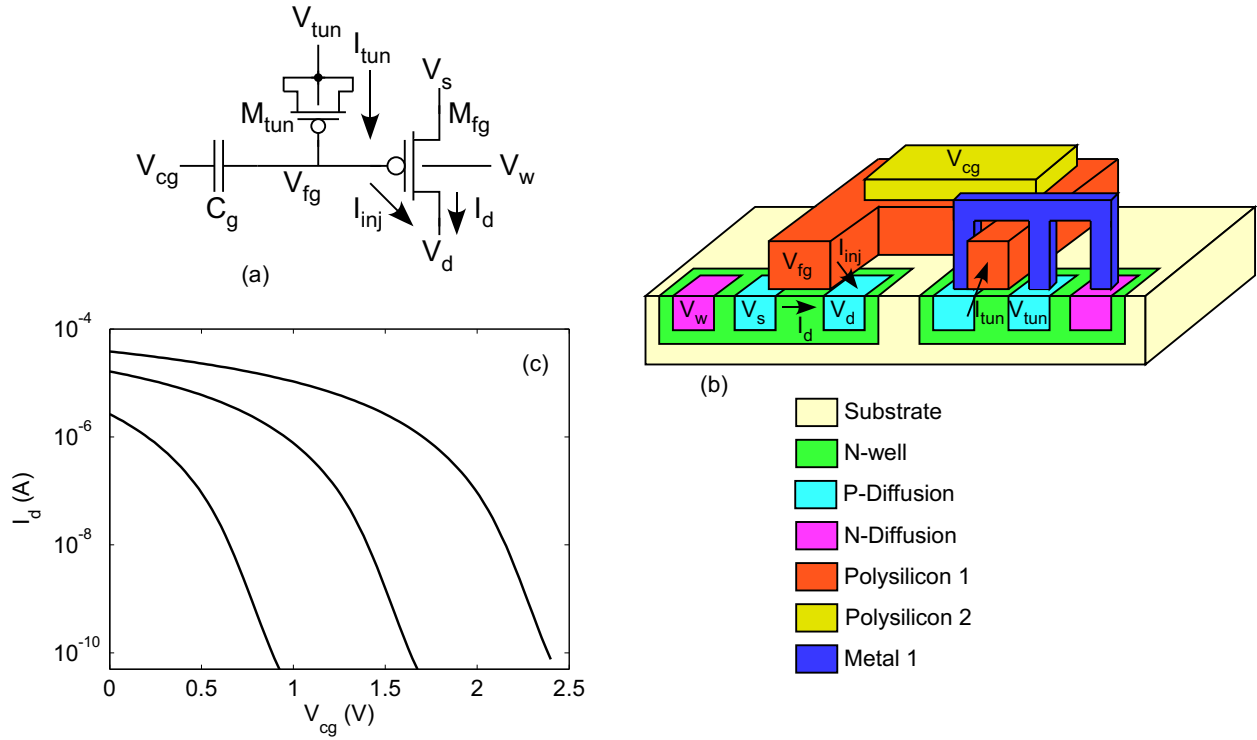 V_tun
I_tun
V_s
M_tun
M_fg
V_cg
V_fg
V_w
C_g
I_inj
I_d
V_d
(a)
V_cg
V_fg
I_inj
V_w
V_s
I_d
V_d
I_tun
V_tun
(b)
Substrate
N-well
P-Diffusion
N-Diffusion
Polysilicon 1
Polysilicon 2
Metal 1
(c)
10^-4
10^-6
10^-8
10^-10
I_d (A)
0 0.5 1 1.5 2 2.5
V_cg (V)